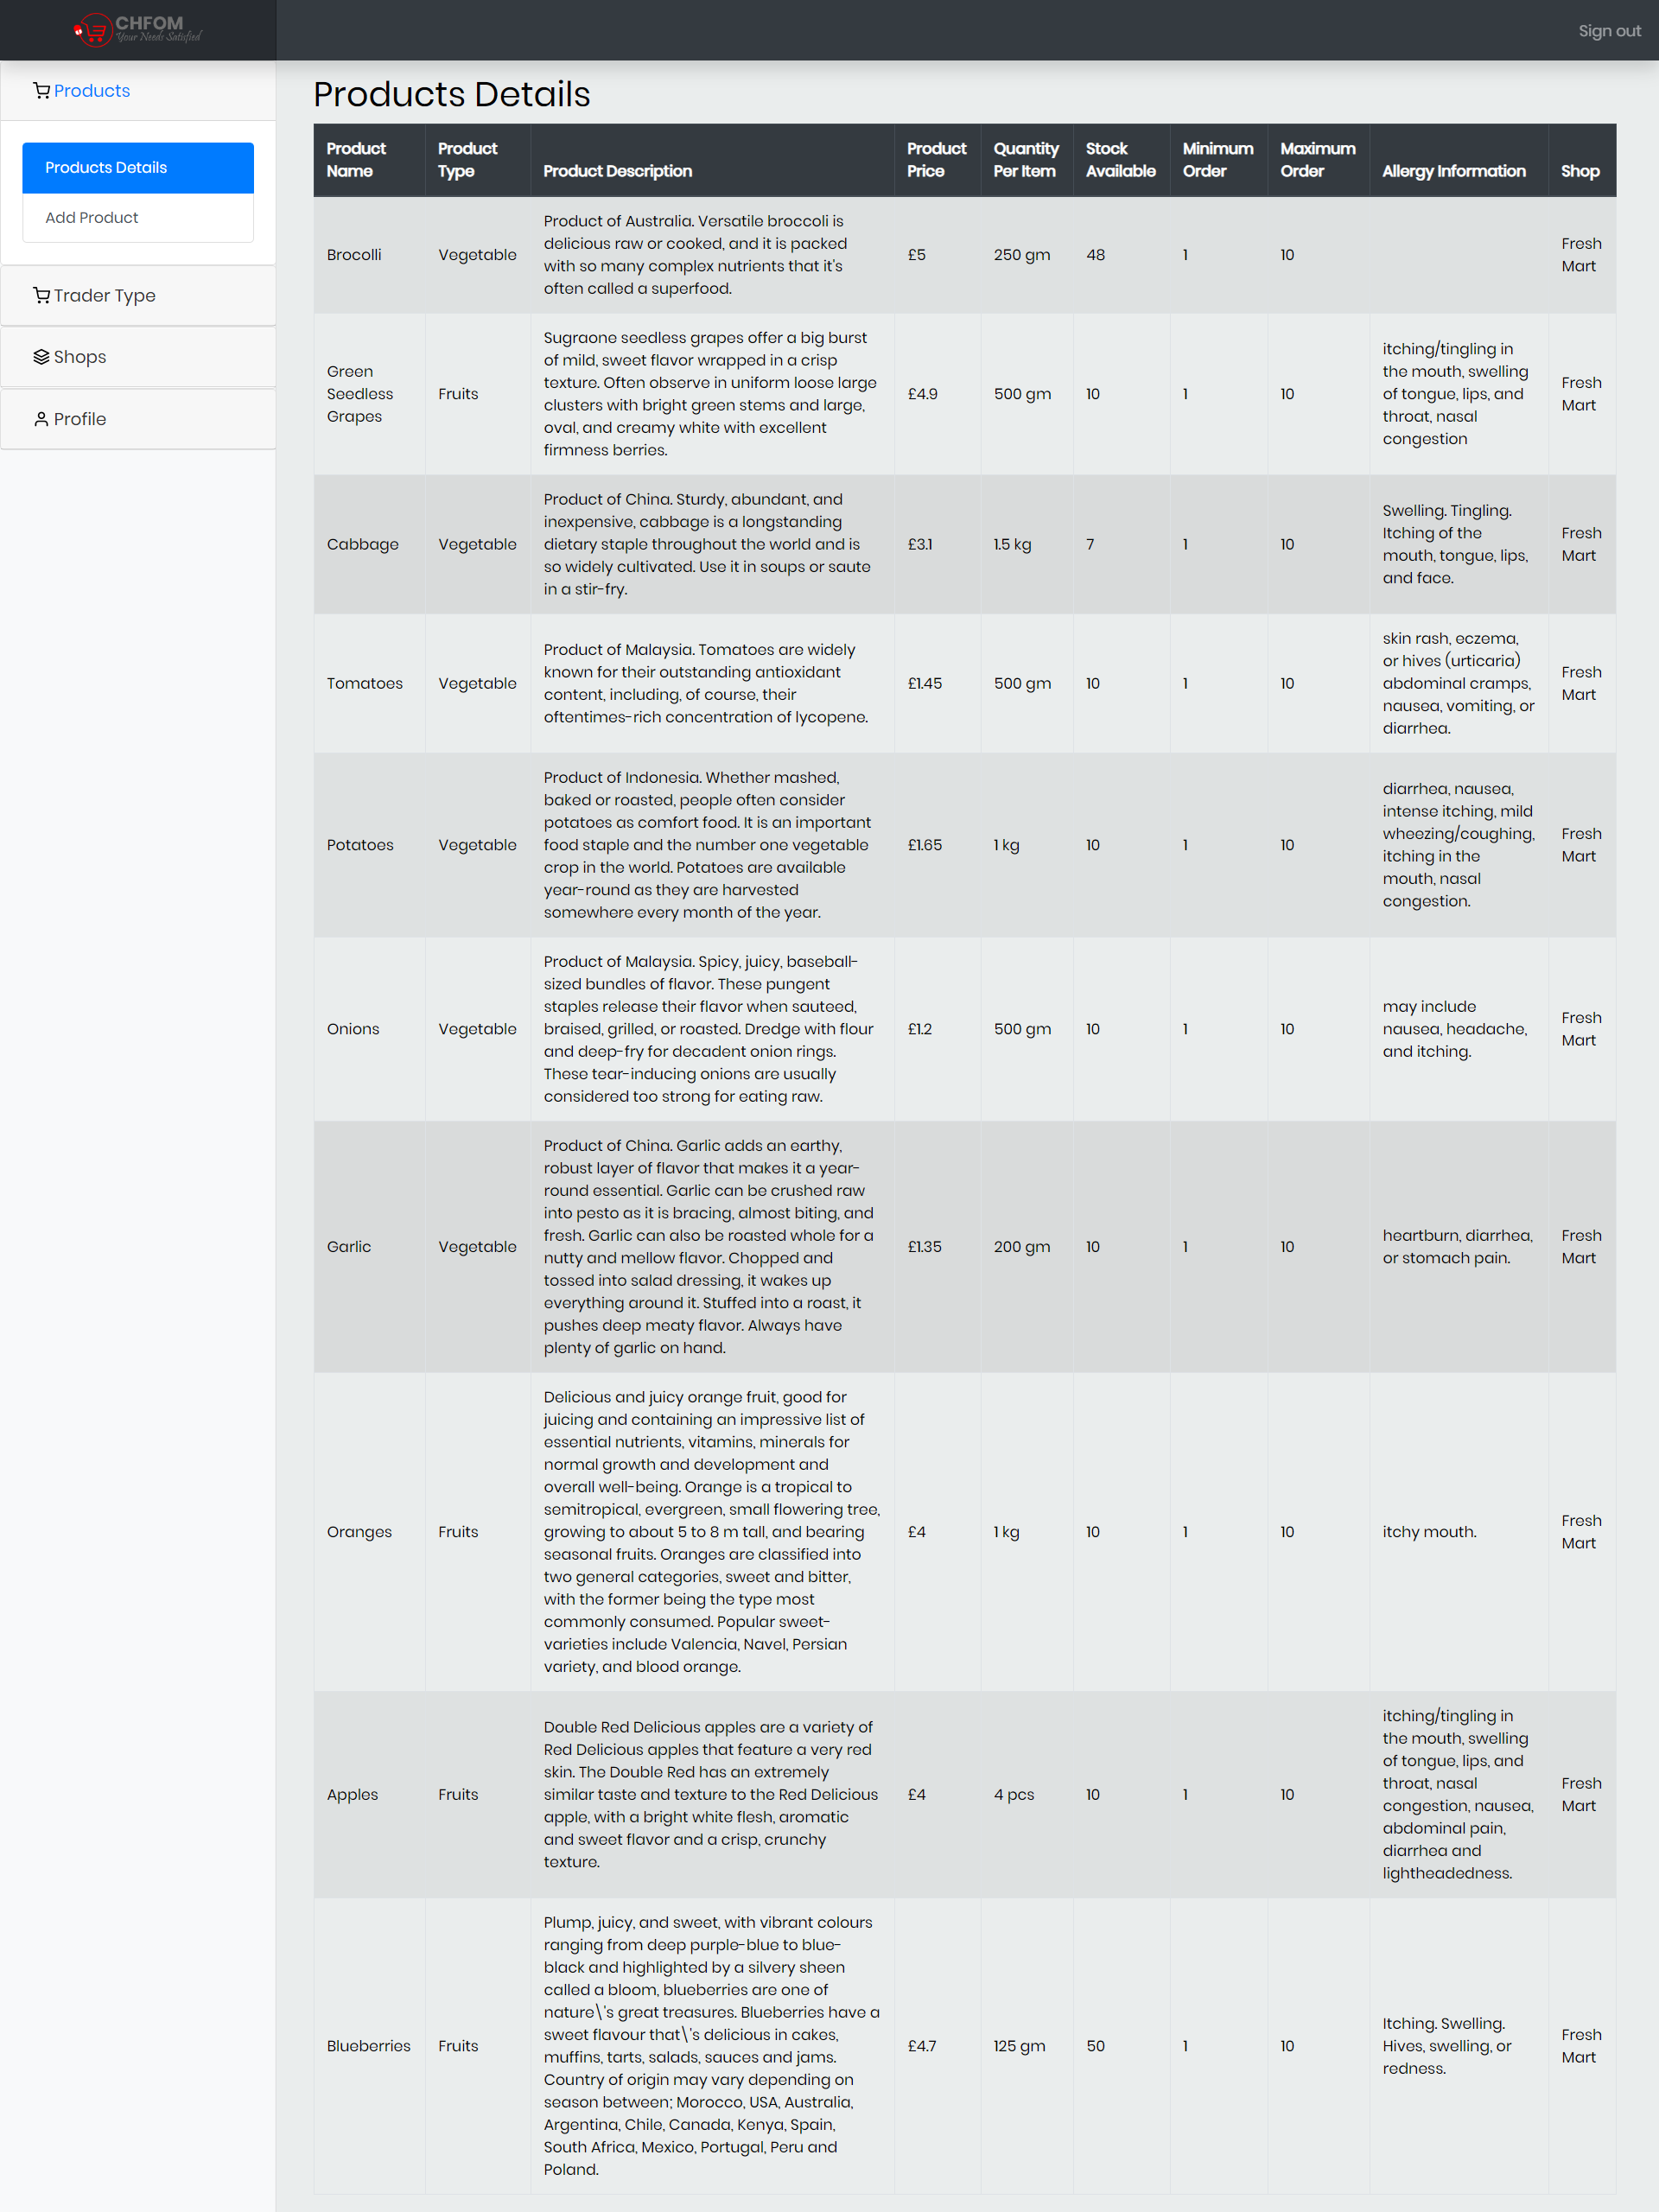 CHFOM
Your Needs Satisfied
Sign out
Products
Products Details
Add Product
Trader Type
Shops
Profile
Products Details
Product Name
Product Type
Product Description
Product Price
Quantity Per Item
Stock Available
Minimum Order
Maximum Order
Allergy Information
Shop
Brocolli
Vegetable
Product of Australia. Versatile broccoli is
delicious raw or cooked, and it is packed
with so many complex nutrients that it's
often called a superfood.
£5
250 gm
48
1
10
Fresh
Mart
Green
Seedless
Grapes
Fruits
Sugraone seedless grapes offer a big burst
of mild, sweet flavor wrapped in a crisp
texture. Often observe in uniform loose large
clusters with bright green stems and large,
oval, and creamy white with excellent
firmness berries.
£4.9
500 gm
10
1
10
itching/tingling in
the mouth, swelling
of tongue, lips, and
throat, nasal
congestion
Fresh
Mart
Cabbage
Vegetable
Product of China. Sturdy, abundant, and
inexpensive, cabbage is a longstanding
dietary staple throughout the world and is
so widely cultivated. Use it in soups or saute
in a stir-fry.
£3.1
1.5 kg
7
1
10
Swelling. Tingling.
Itching of the
mouth, tongue, lips,
and face.
Fresh
Mart
Tomatoes
Vegetable
Product of Malaysia. Tomatoes are widely
known for their outstanding antioxidant
content, including, of course, their
oftentimes-rich concentration of lycopene.
£1.45
500 gm
10
1
10
skin rash, eczema,
or hives (urticaria)
abdominal cramps,
nausea, vomiting, or
diarrhea.
Fresh
Mart
Potatoes
Vegetable
Product of Indonesia. Whether mashed,
baked or roasted, people often consider
potatoes as comfort food. It is an important
food staple and the number one vegetable
crop in the world. Potatoes are available
year-round as they are harvested
somewhere every month of the year.
£1.65
1 kg
10
1
10
diarrhea, nausea,
intense itching, mild
wheezing/coughing,
itching in the
mouth, nasal
congestion.
Fresh
Mart
Onions
Vegetable
Product of Malaysia. Spicy, juicy, baseball-
sized bundles of flavor. These pungent
staples release their flavor when sauteed,
braised, grilled, or roasted. Dredge with flour
and deep-fry for decadent onion rings.
These tear-inducing onions are usually
considered too strong for eating raw.
£1.2
500 gm
10
1
10
may include
nausea, headache,
and itching.
Fresh
Mart
Garlic
Vegetable
Product of China. Garlic adds an earthy,
robust layer of flavor that makes it a year-
round essential. Garlic can be crushed raw
into pesto as it is bracing, almost biting, and
fresh. Garlic can also be roasted whole for a
nutty and mellow flavor. Chopped and
tossed into salad dressing, it wakes up
everything around it. Stuffed into a roast, it
pushes deep meaty flavor. Always have
plenty of garlic on hand.
£1.35
200 gm
10
1
10
heartburn, diarrhea,
or stomach pain.
Fresh
Mart
Oranges
Fruits
Delicious and juicy orange fruit, good for
juicing and containing an impressive list of
essential nutrients, vitamins, minerals for
normal growth and development and
overall well-being. Orange is a tropical to
semitropical, evergreen, small flowering tree,
growing to about 5 to 8 m tall, and bearing
seasonal fruits. Oranges are classified into
two general categories, sweet and bitter,
with the former being the type most
commonly consumed. Popular sweet-
varieties include Valencia, Navel, Persian
variety, and blood orange.
£4
1 kg
10
1
10
itchy mouth.
Fresh
Mart
Apples
Fruits
Double Red Delicious apples are a variety of
Red Delicious apples that feature a very red
skin. The Double Red has an extremely
similar taste and texture to the Red Delicious
apple, with a bright white flesh, aromatic
and sweet flavor and a crisp, crunchy
texture.
£4
4 pcs
10
1
10
itching/tingling in
the mouth, swelling
of tongue, lips, and
throat, nasal
congestion, nausea,
abdominal pain,
diarrhea and
lightheadedness.
Fresh
Mart
Blueberries
Fruits
Plump, juicy, and sweet, with vibrant colours
ranging from deep purple-blue to blue-
black and highlighted by a silvery sheen
called a bloom, blueberries are one of
nature\'s great treasures. Blueberries have a
sweet flavour that\'s delicious in cakes,
muffins, tarts, salads, sauces and jams.
Country of origin may vary depending on
season between; Morocco, USA, Australia,
Argentina, Chile, Canada, Kenya, Spain,
South Africa, Mexico, Portugal, Peru and
Poland.
£4.7
125 gm
50
1
10
Itching. Swelling.
Hives, swelling, or
redness.
Fresh
Mart